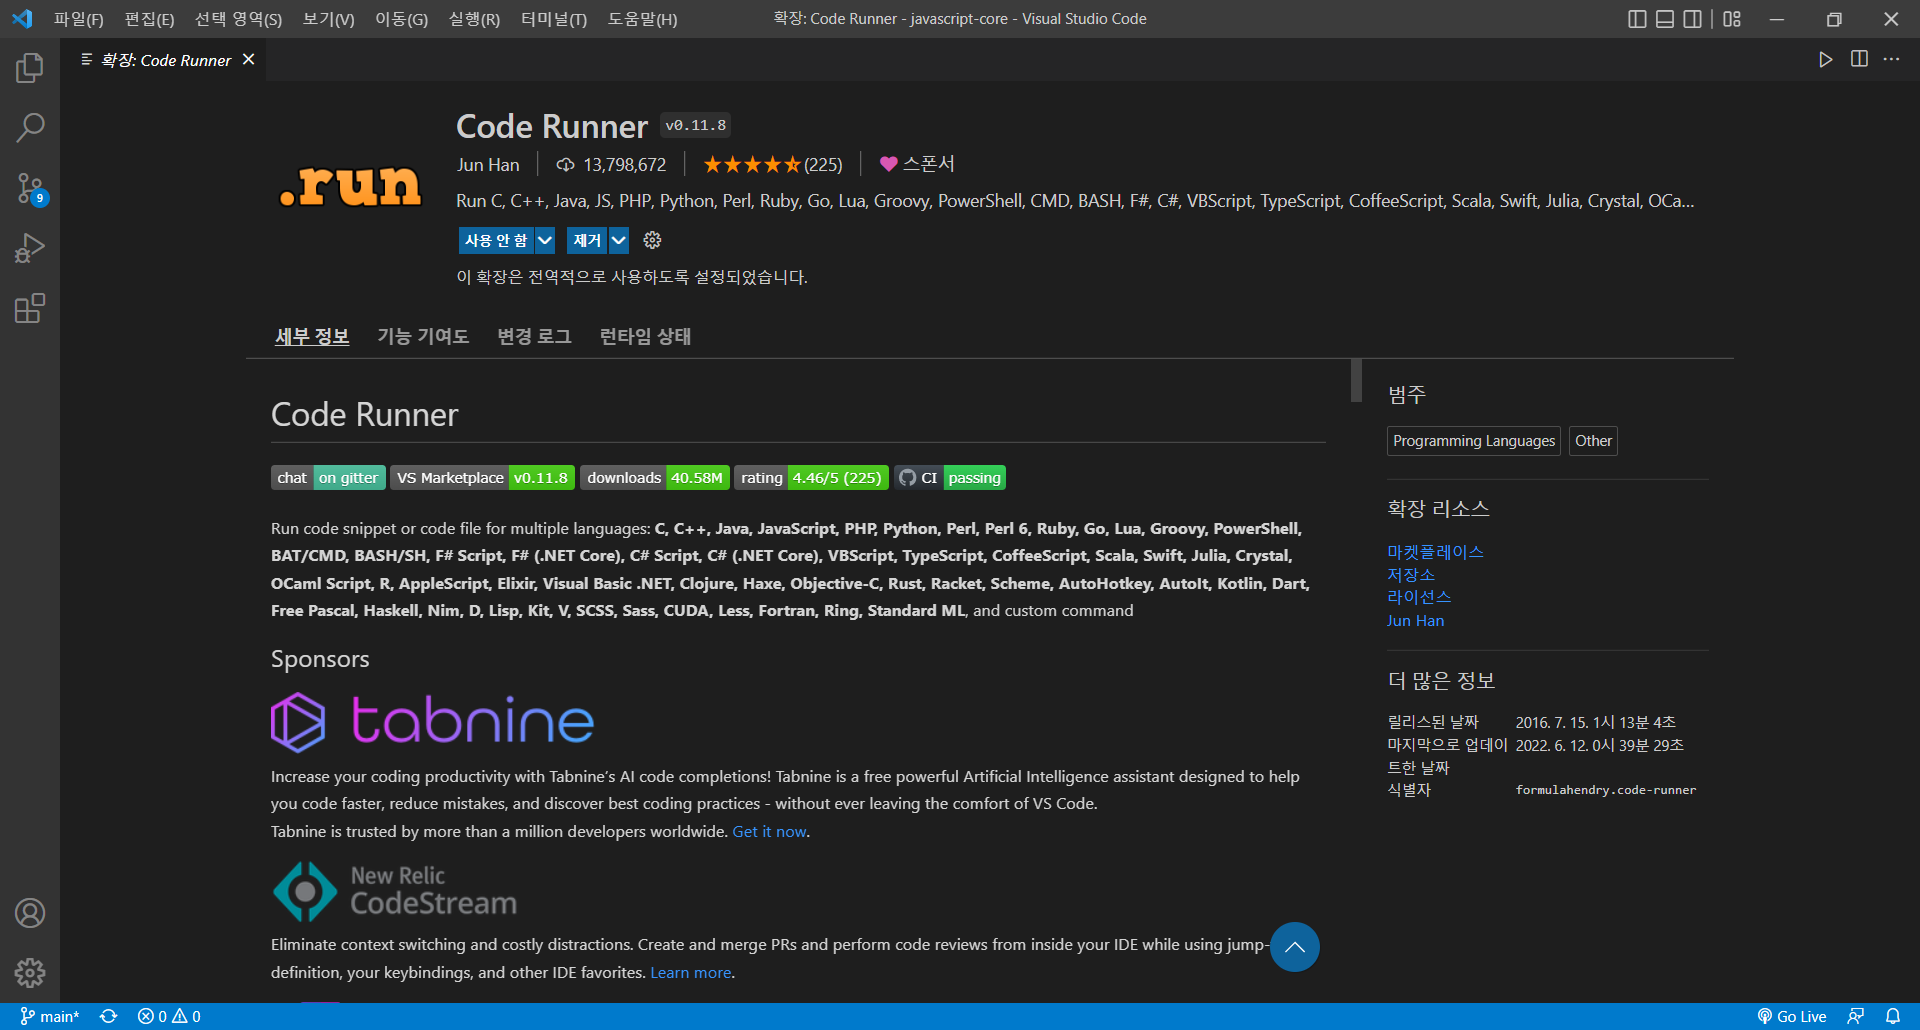 파일(F) 편집(E) 선택 영역(S) 보기(V) 이동(G) 실행(R) 터미널(T) 도움말(H) 확장: Code Runner - javascript-core - Visual Studio Code
확장: Code Runner
9
.run
Code Runner v0.11.8
Jun Han 13,798,672 (225) 스폰서
Run C, C++, Java, JS, PHP, Python, Perl, Ruby, Go, Lua, Groovy, PowerShell, CMD, BASH, F#, C#, VBScript, TypeScript, CoffeeScript, Scala, Swift, Julia, Crystal, OCa...
사용 안 함 제거
이 확장은 전역적으로 사용하도록 설정되었습니다.
세부 정보 기능 기여도 변경 로그 런타임 상태
Code Runner
chat on gitter VS Marketplace v0.11.8 downloads 40.58M rating 4.46/5 (225) CI passing
Run code snippet or code file for multiple languages: C, C++, Java, JavaScript, PHP, Python, Perl, Perl 6, Ruby, Go, Lua, Groovy, PowerShell,
BAT/CMD, BASH/SH, F# Script, F# (.NET Core), C# Script, C# (.NET Core), VBScript, TypeScript, CoffeeScript, Scala, Swift, Julia, Crystal,
OCaml Script, R, AppleScript, Elixir, Visual Basic .NET, Clojure, Haxe, Objective-C, Rust, Racket, Scheme, AutoHotkey, AutoIt, Kotlin, Dart,
Free Pascal, Haskell, Nim, D, Lisp, Kit, V, SCSS, Sass, CUDA, Less, Fortran, Ring, Standard ML, and custom command
Sponsors
tabnine
Increase your coding productivity with Tabnine's AI code completions! Tabnine is a free powerful Artificial Intelligence assistant designed to help
you code faster, reduce mistakes, and discover best coding practices - without ever leaving the comfort of VS Code.
Tabnine is trusted by more than a million developers worldwide. Get it now.
New Relic
CodeStream
Eliminate context switching and costly distractions. Create and merge PRs and perform code reviews from inside your IDE while using jump-
definition, your keybindings, and other IDE favorites. Learn more.
범주
Programming Languages Other
확장 리소스
마켓플레이스
저장소
라이선스
Jun Han
더 많은 정보
릴리스된 날짜 2016. 7. 15. 1시 13분 4초
마지막으로 업데이 2022. 6. 12. 0시 39분 29초
트한 날짜
식별자 formulahendry.code-runner
main* 0 0 Go Live